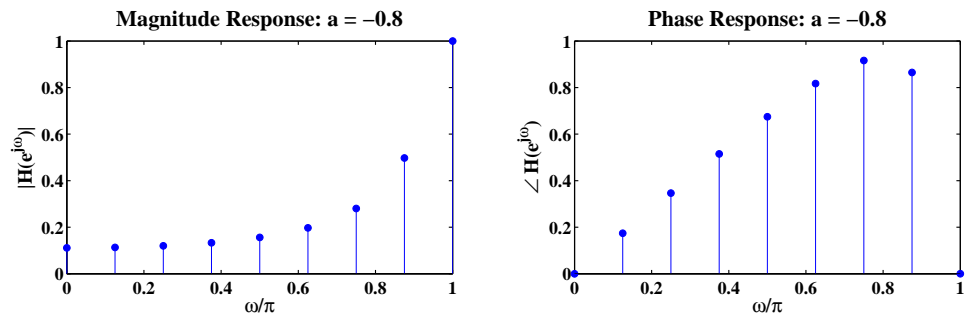 Magnitude Response: a = −0.8
|H(e^{jω})|
1
0.8
0.6
0.4
0.2
0
0 0.2 0.4 0.6 0.8 1
ω/π
Phase Response: a = −0.8
∠ H(e^{jω})
1
0.8
0.6
0.4
0.2
0
0 0.2 0.4 0.6 0.8 1
ω/π